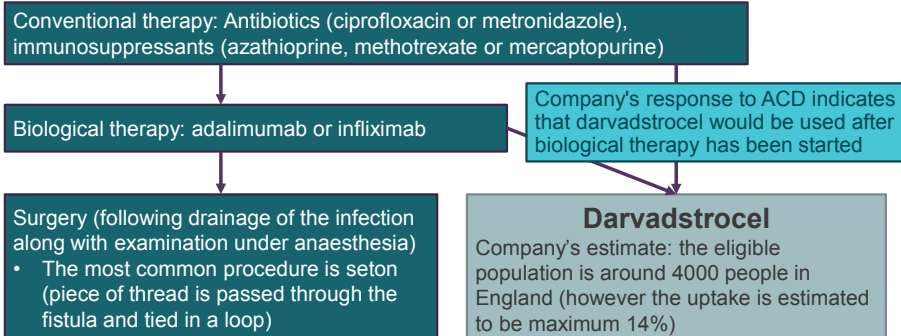 Conventional therapy: Antibiotics (ciprofloxacin or metronidazole),
immunosuppressants (azathioprine, methotrexate or mercaptopurine)
Company's response to ACD indicates
that darvadstrocel would be used after
biological therapy has been started
Biological therapy: adalimumab or infliximab
Surgery (following drainage of the infection
along with examination under anaesthesia)
• The most common procedure is seton
(piece of thread is passed through the
fistula and tied in a loop)
Darvadstrocel
Company’s estimate: the eligible
population is around 4000 people in
England (however the uptake is estimated
to be maximum 14%)